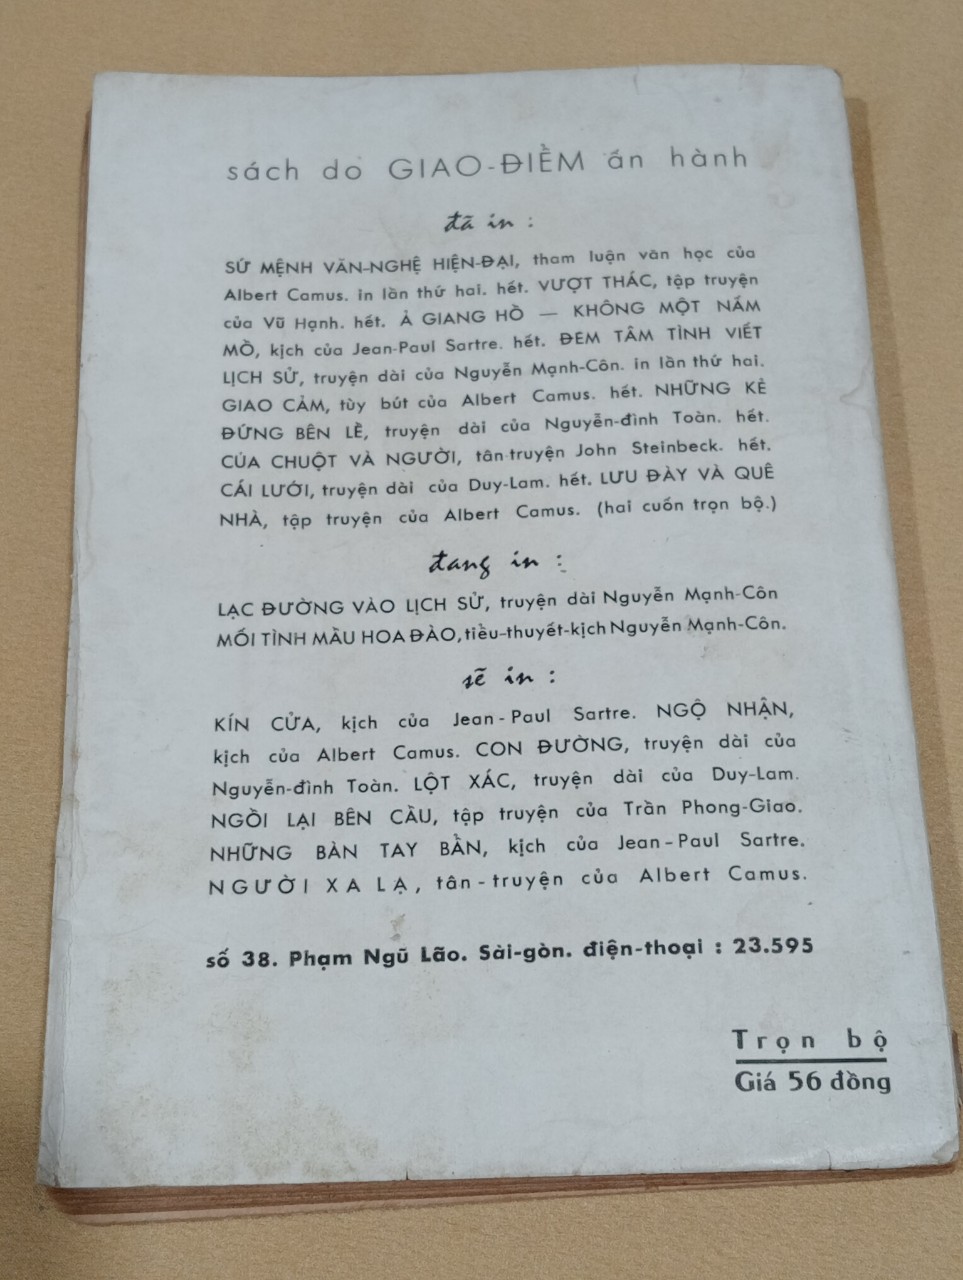 sách do GIAO-ĐIỂM ấn hành
đã in :
SỨ MỆNH VĂN-NGHỆ HIỆN-ĐẠI, tham luận văn học của
Albert Camus. in lần thứ hai. hết. VƯỢT THÁC, tập truyện
của Vũ Hạnh. hết. Ả GIANG HỒ — KHÔNG MỘT NẤM
MỒ, kịch của Jean-Paul Sartre. hết. ĐEM TÂM TÌNH VIẾT
LỊCH SỬ, truyện dài của Nguyễn Mạnh-Côn. in lần thứ hai.
GIAO CẢM, tùy bút của Albert Camus. hết. NHỮNG KẺ
ĐỨNG BÊN LỀ, truyện dài của Nguyễn-đình Toàn. hết.
CỦA CHUỘT VÀ NGƯỜI, tân-truyện John Steinbeck. hết.
CÁI LƯỚI, truyện dài của Duy-Lam. hết. LƯU ĐÀY VÀ QUÊ
NHÀ, tập truyện của Albert Camus. (hai cuốn trọn bộ.)
đang in :
LẠC ĐƯỜNG VÀO LỊCH SỬ, truyện dài Nguyễn Mạnh-Côn
MỐI TÌNH MẦU HOA ĐÀO, tiểu-thuyết-kịch Nguyễn Mạnh-Côn.
sẽ in :
KÍN CỬA, kịch của Jean-Paul Sartre. NGỘ NHẬN,
kịch của Albert Camus. CON ĐƯỜNG, truyện dài của
Nguyễn-đình Toàn. LỘT XÁC, truyện dài của Duy-Lam.
NGỒI LẠI BÊN CẦU, tập truyện của Trần Phong-Giao.
NHỮNG BÀN TAY BẨN, kịch của Jean-Paul Sartre.
NGƯỜI XA LẠ, tân-truyện của Albert Camus.
số 38. Phạm Ngũ Lão. Sài-gòn. điện-thoại : 23.595
Trọn bộ
Giá 56 đồng